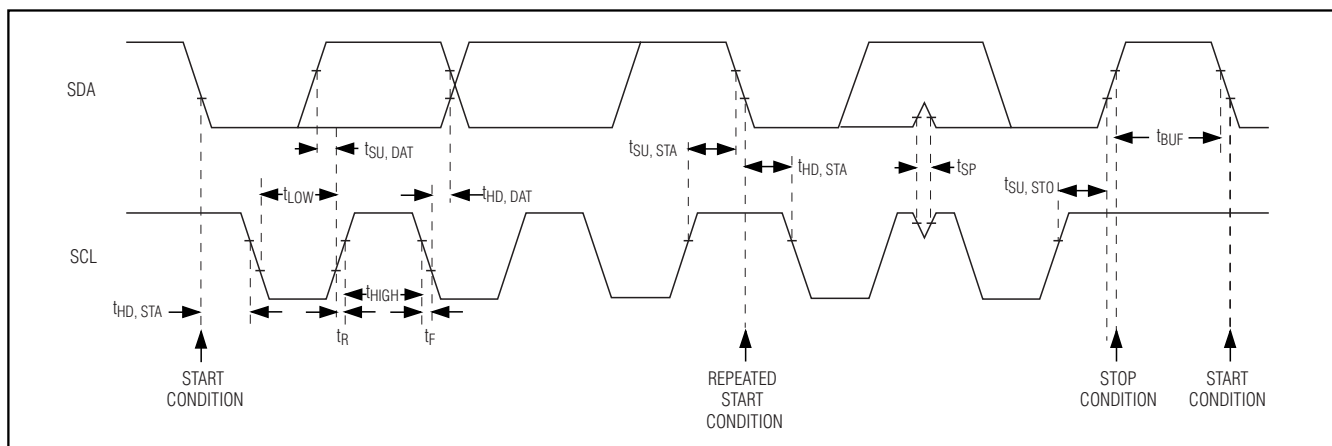 SDA
tSU, DAT
tSU, STA
tHD, STA
tSP
tBUF
tLOW
tHD, DAT
tSU, STO
SCL
tHD, STA
tHIGH
tR
tF
START
CONDITION
REPEATED
START
CONDITION
STOP
CONDITION
START
CONDITION